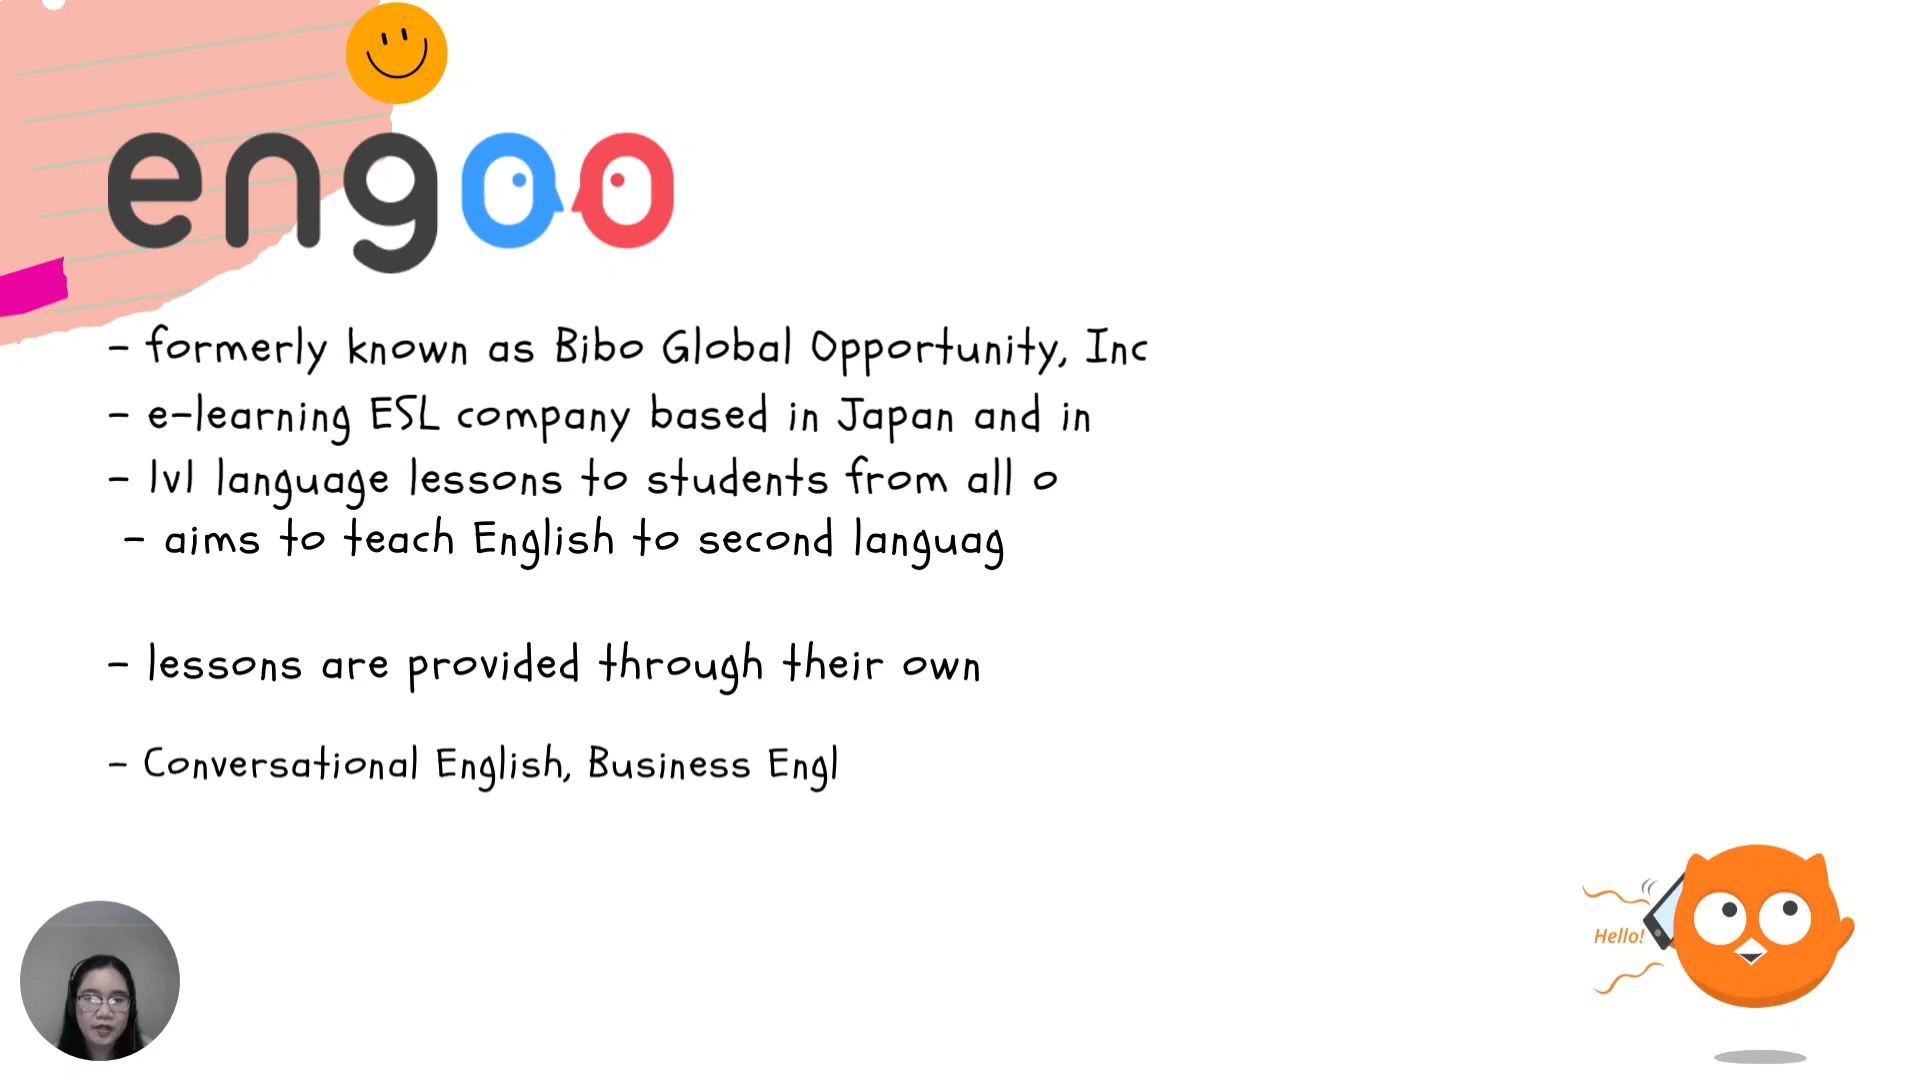 engoo
- formerly known as Bibo Global Opportunity, Inc
- e-learning ESL company based in Japan and in
- 1v1 language lessons to students from all o
- aims to teach English to second languag
- lessons are provided through their own
- Conversational English, Business Engl
Hello!